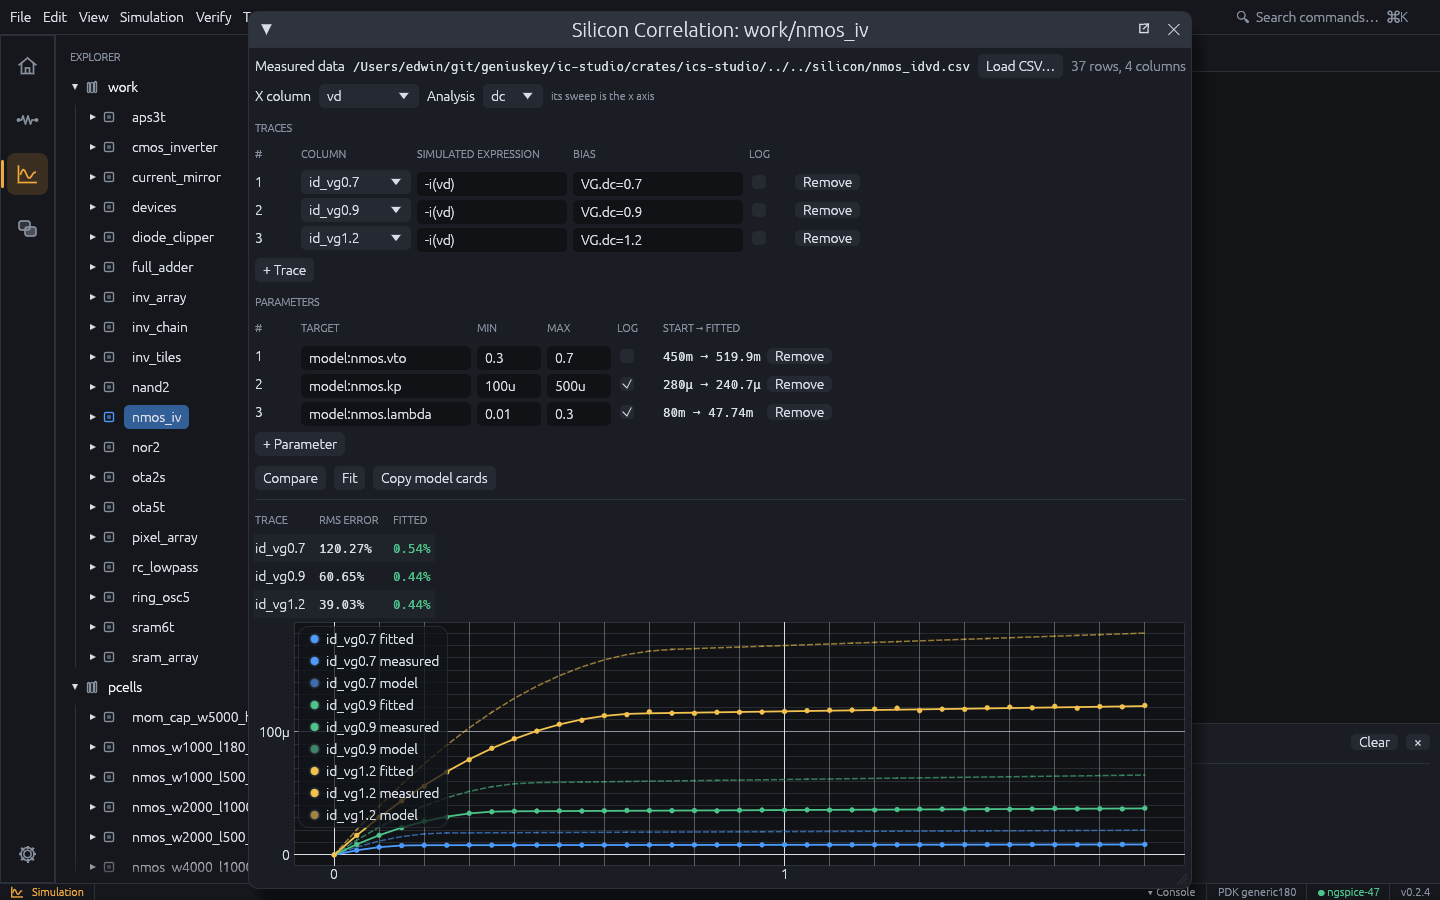 File Edit View Simulation Verify
Silicon Correlation: work/nmos_iv
Search commands... ⌘K
EXPLORER
work
aps3t
cmos_inverter
current_mirror
devices
diode_clipper
full_adder
inv_array
inv_chain
inv_tiles
nand2
nmos_iv
nor2
ota2s
ota5t
pixel_array
rc_lowpass
ring_osc5
sram6t
sram_array
pcells
mom_cap_w5000_
nmos_w1000_l180_
nmos_w1000_l500_
nmos_w2000_l1000
nmos_w2000_l500_
nmos_w4000_l1000
Measured data /Users/edwin/git/geniuskey/ic-studio/crates/ics-studio/../../silicon/nmos_idvd.csv Load CSV... 37 rows, 4 columns
X column vd Analysis dc its sweep is the x axis
TRACES
# COLUMN SIMULATED EXPRESSION BIAS LOG
1 id_vg0.7 -i(vd) VG.dc=0.7 Remove
2 id_vg0.9 -i(vd) VG.dc=0.9 Remove
3 id_vg1.2 -i(vd) VG.dc=1.2 Remove
+ Trace
PARAMETERS
# TARGET MIN MAX LOG START→FITTED
1 model:nmos.vto 0.3 0.7 450m → 519.9m Remove
2 model:nmos.kp 100u 500u ✓ 280µ → 240.7µ Remove
3 model:nmos.lambda 0.01 0.3 ✓ 80m → 47.74m Remove
+ Parameter
Compare Fit Copy model cards
TRACE RMS ERROR FITTED
id_vg0.7 120.27% 0.54%
id_vg0.9 60.65% 0.44%
id_vg1.2 39.03% 0.44%
id_vg0.7 fitted
id_vg0.7 measured
id_vg0.7 model
id_vg0.9 fitted
id_vg0.9 measured
id_vg0.9 model
id_vg1.2 fitted
id_vg1.2 measured
id_vg1.2 model
100µ
0
0 1
Clear ×
Simulation
Console PDK generic180 ngspice-47 v0.2.4